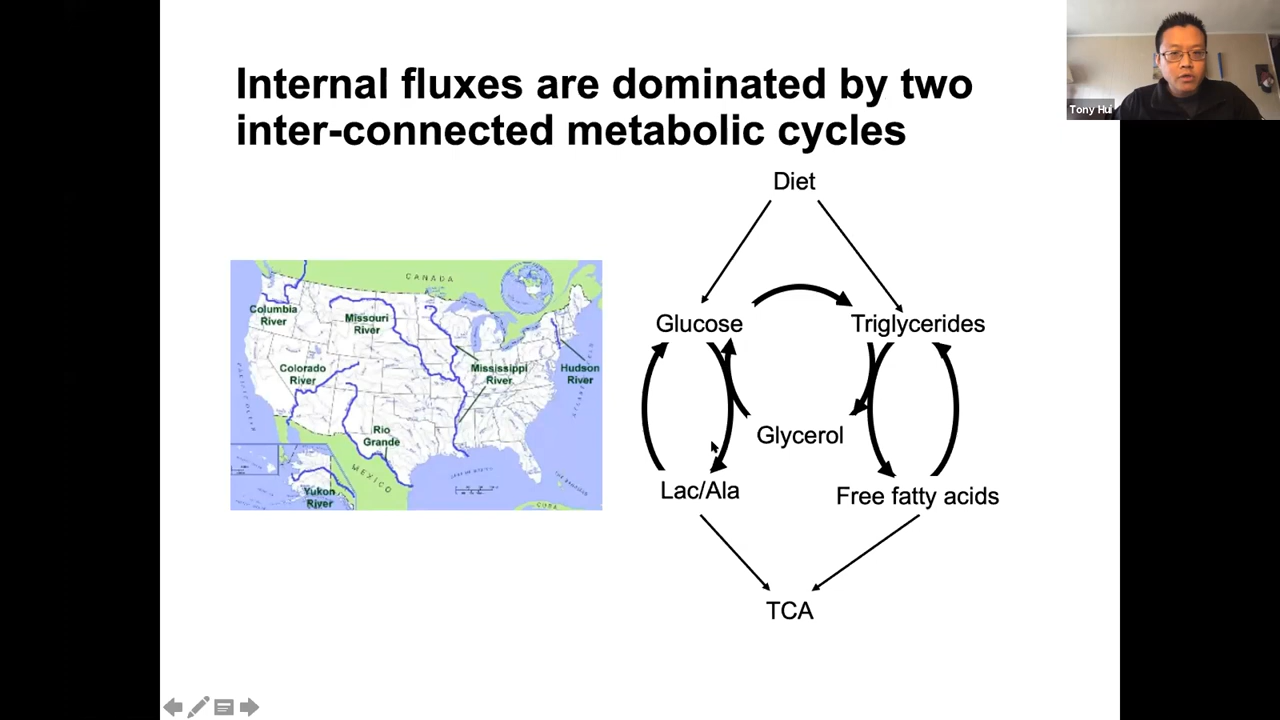 Internal fluxes are dominated by two
inter-connected metabolic cycles
Tony Hui
Diet
Glucose
Triglycerides
Glycerol
Lac/Ala
Free fatty acids
TCA
CANADA
Columbia
River
Missouri
River
Colorado
River
Mississippi
River
Hudson
River
Rio
Grande
MEXICO
Yukon
River
CUBA